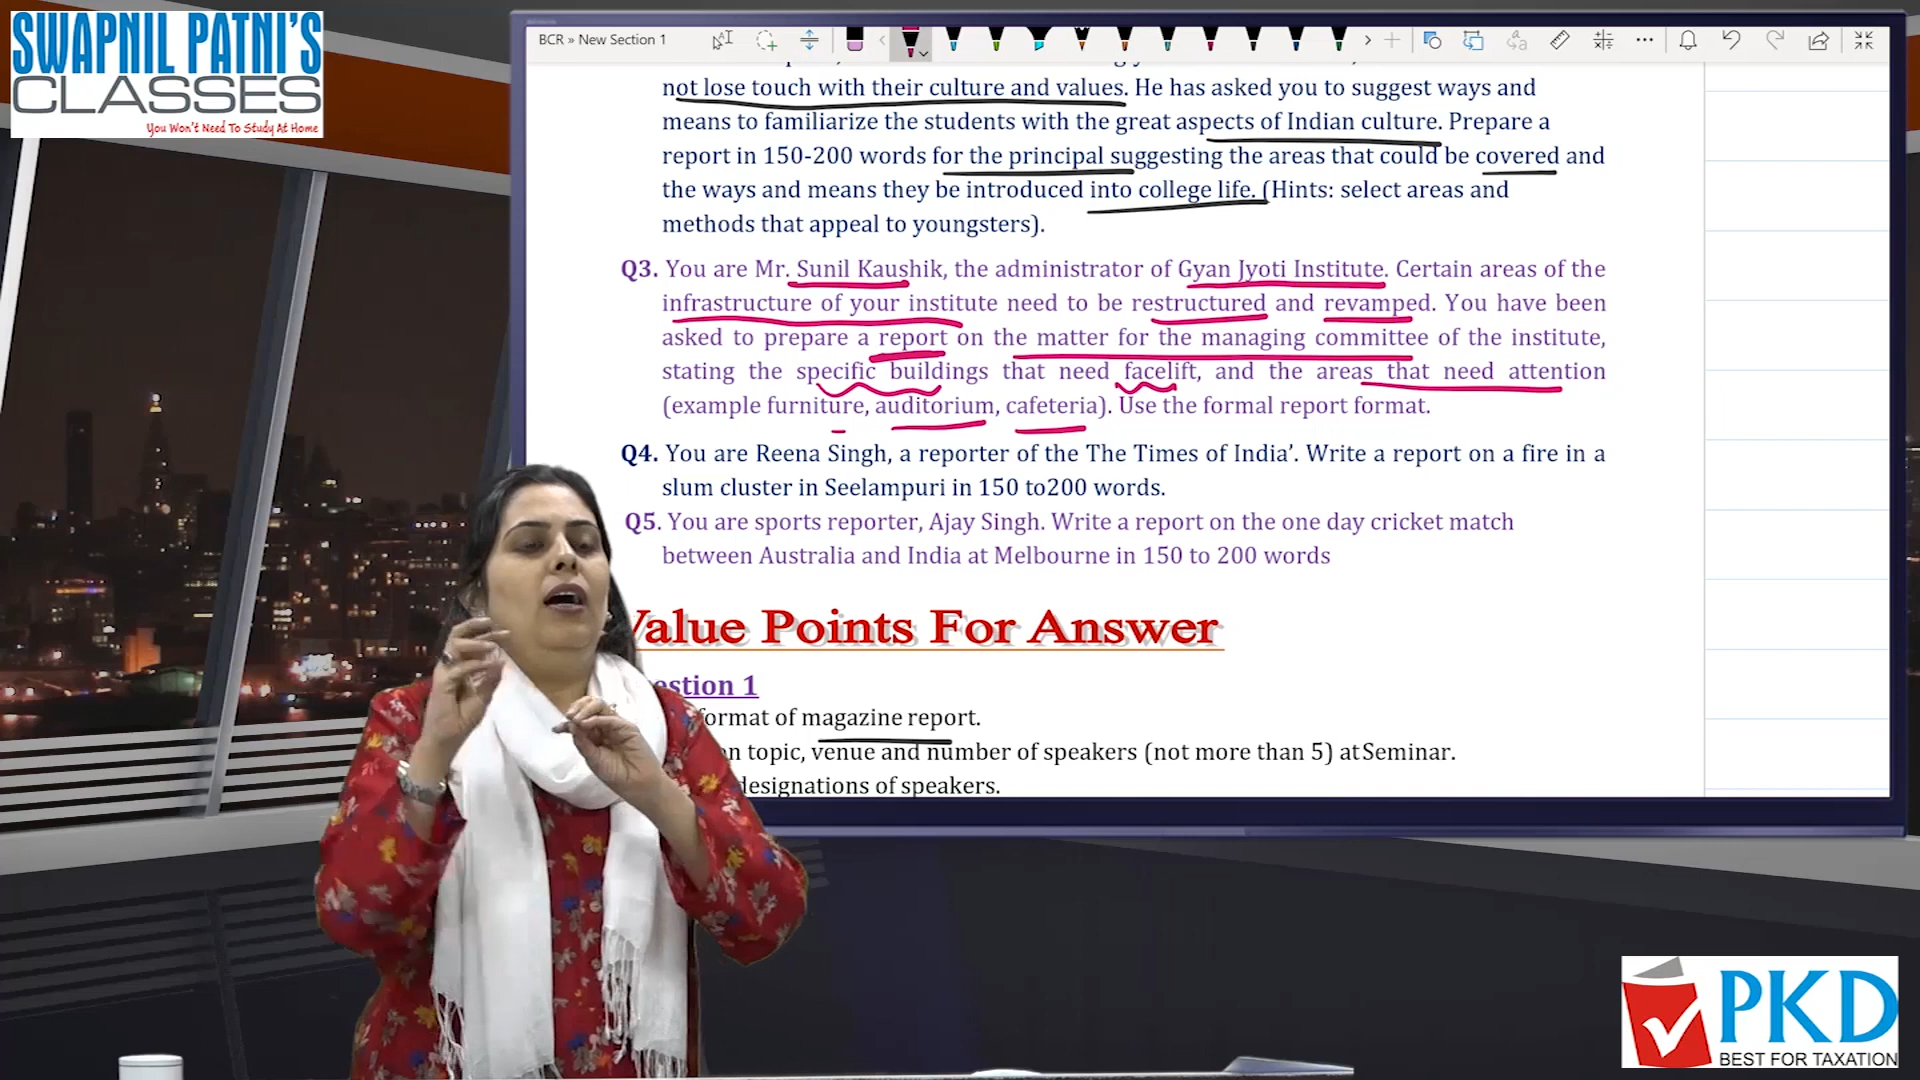 SWAPNIL PATNI'S
CLASSES
You Won't Need To Study At Home
BCR » New Section 1
not lose touch with their culture and values. He has asked you to suggest ways and
means to familiarize the students with the great aspects of Indian culture. Prepare a
report in 150-200 words for the principal suggesting the areas that could be covered and
the ways and means they be introduced into college life. (Hints: select areas and
methods that appeal to youngsters).
Q3. You are Mr. Sunil Kaushik, the administrator of Gyan Jyoti Institute. Certain areas of the
infrastructure of your institute need to be restructured and revamped. You have been
asked to prepare a report on the matter for the managing committee of the institute,
stating the specific buildings that need facelift, and the areas that need attention
(example furniture, auditorium, cafeteria). Use the formal report format.
Q4. You are Reena Singh, a reporter of the The Times of India’. Write a report on a fire in a
slum cluster in Seelampuri in 150 to200 words.
Q5. You are sports reporter, Ajay Singh. Write a report on the one day cricket match
between Australia and India at Melbourne in 150 to 200 words
Value Points For Answer
estion 1
format of magazine report.
n topic, venue and number of speakers (not more than 5) at Seminar.
designations of speakers.
PKD
BEST FOR TAXATION